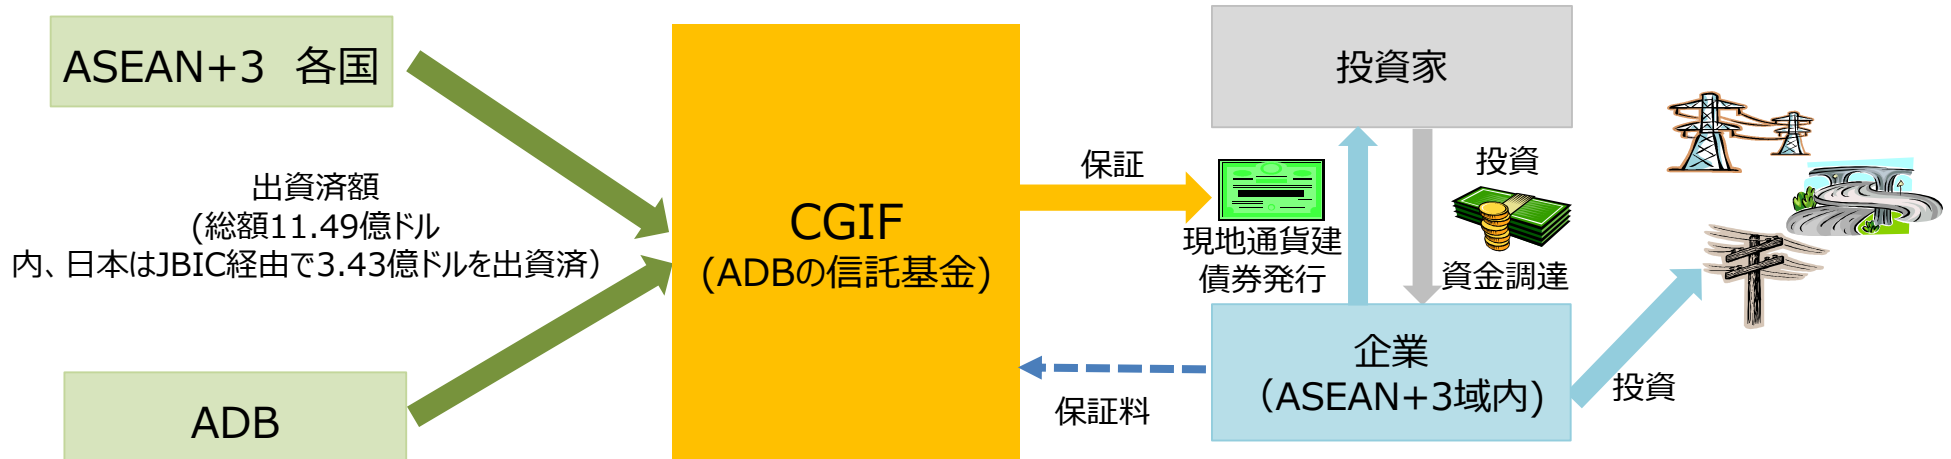 ASEAN+3 各国
出資済額
(総額11.49億ドル
内、日本はJBIC経由で3.43億ドルを出資済）
ADB
CGIF
(ADBの信託基金)
保証
保証料
投資家
現地通貨建
債券発行
投資
資金調達
企業
（ASEAN+3域内)
投資